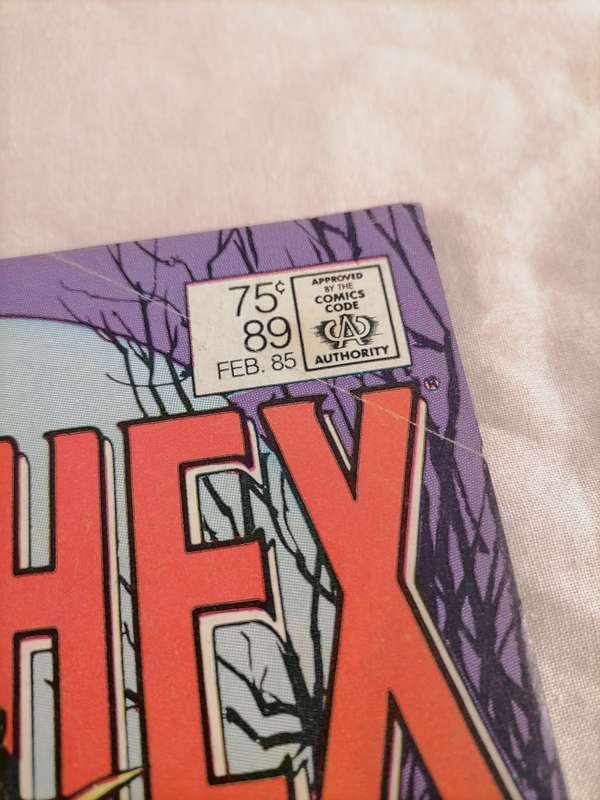 75¢
89
FEB. 85
APPROVED
BY THE
COMICS
CODE
CA
AUTHORITY
®
HEX